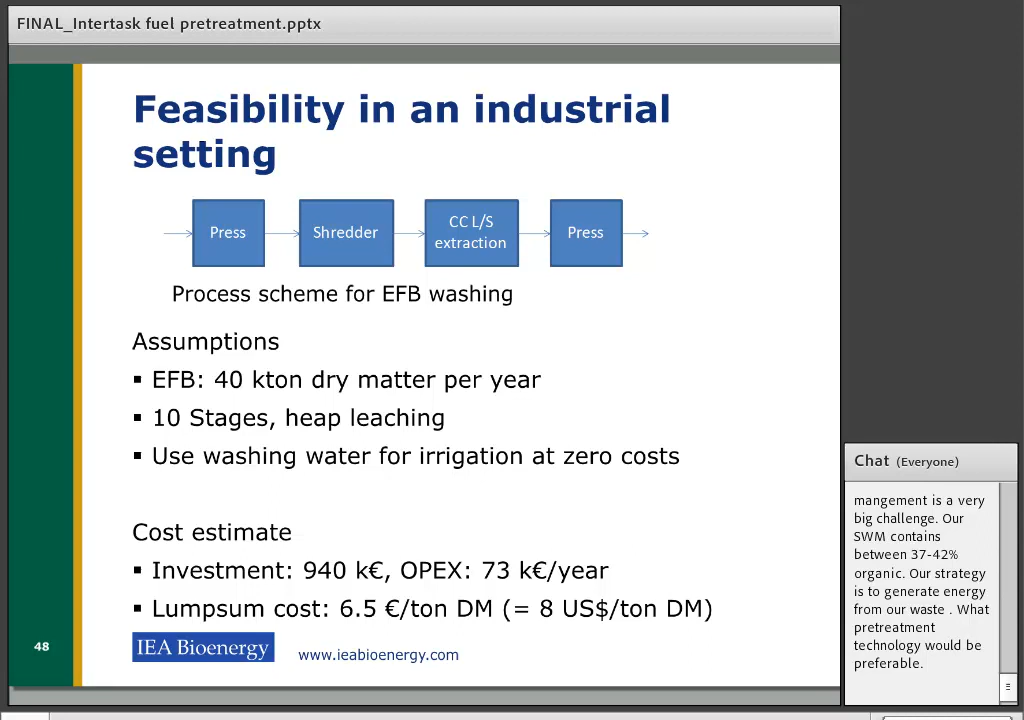 FINAL_Intertask fuel pretreatment.pptx
Feasibility in an industrial
setting
Press
Shredder
CC L/S
extraction
Press
Process scheme for EFB washing
Assumptions
▪ EFB: 40 kton dry matter per year
▪ 10 Stages, heap leaching
▪ Use washing water for irrigation at zero costs
Cost estimate
▪ Investment: 940 k€, OPEX: 73 k€/year
▪ Lumpsum cost: 6.5 €/ton DM (= 8 US$/ton DM)
48
IEA Bioenergy
www.ieabioenergy.com
Chat (Everyone)
mangement is a very
big challenge. Our
SWM contains
between 37-42%
organic. Our strategy
is to generate energy
from our waste . What
pretreatment
technology would be
preferable.